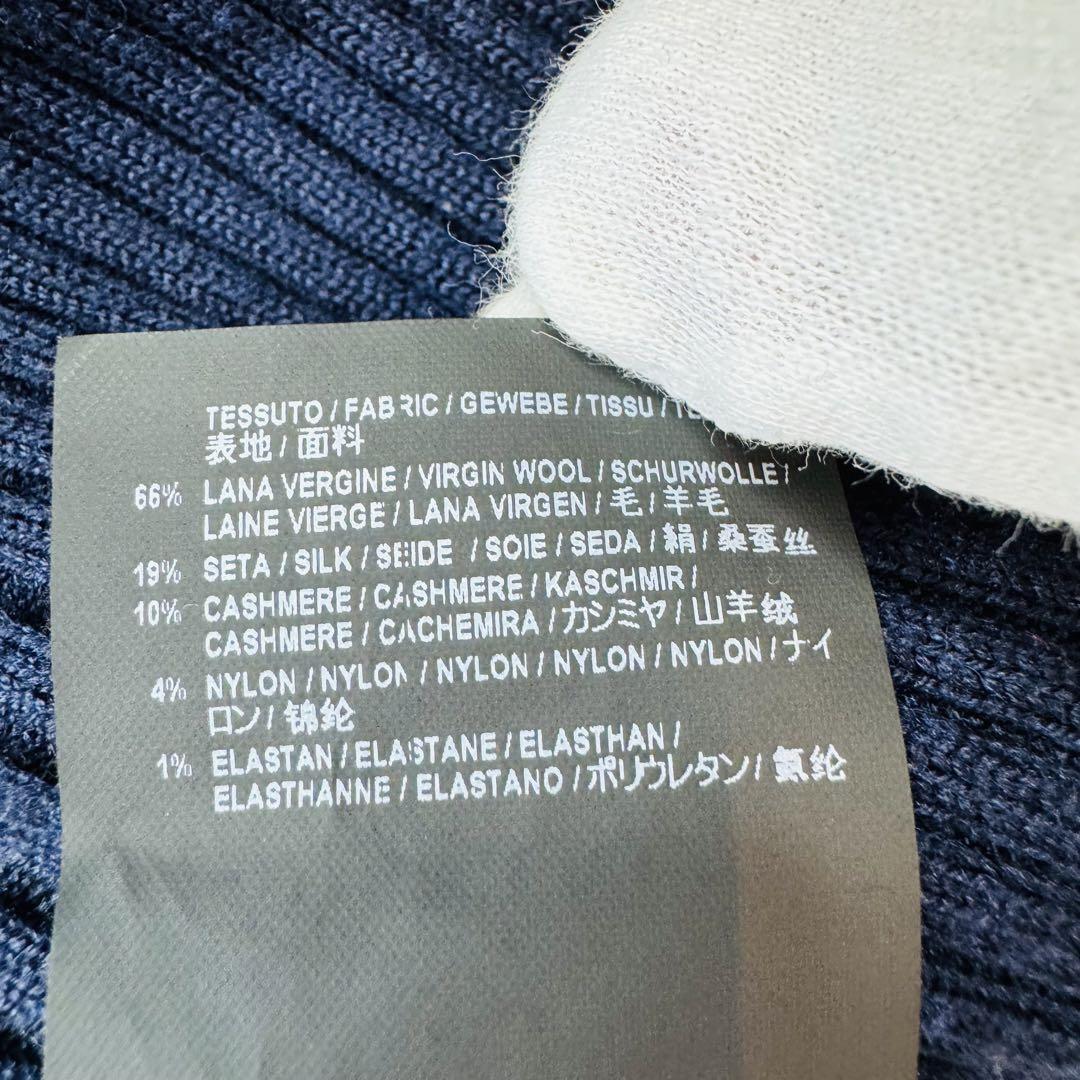 TESSUTO / FABRIC / GEWEBE / TISSU /
表地 / 面料
66% LANA VERGINE / VIRGIN WOOL / SCHURWOLLE /
LAINE VIERGE / LANA VIRGEN / 毛 / 羊毛
19% SETA / SILK / SEIDE / SOIE / SEDA / 絹 / 桑蚕丝
10% CASHMERE / CASHMERE / KASCHMIR /
CASHMERE / CACHEMIRA / カシミヤ / 山羊绒
4% NYLON / NYLON / NYLON / NYLON / NYLON / ナイ
ロン / 锦纶
1% ELASTAN / ELASTANE / ELASTHAN /
ELASTHANNE / ELASTANO / ポリウレタン / 氨纶